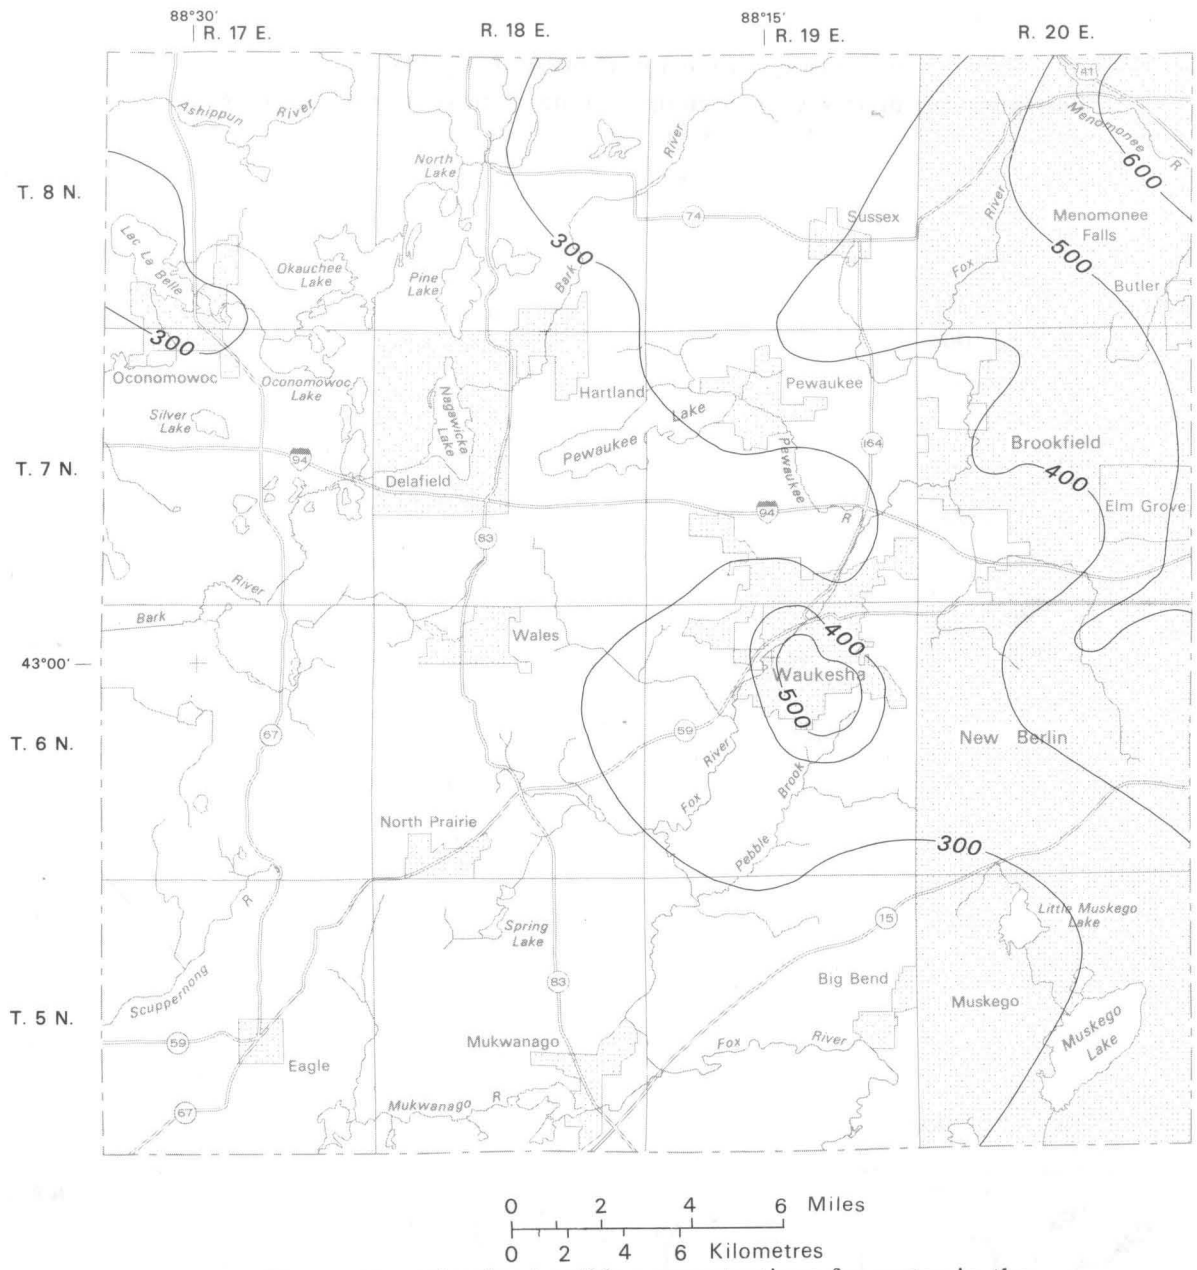 88°30' 88°15'
R. 17 E. R. 18 E. R. 19 E. R. 20 E.
41
Ashippun River
Menomonee R
River
North
Lake
600
T. 8 N.
River
74
Sussex
Menomonee
Falls
Lac La Belle
300
500
Okauchee
Lake
Pine
Lake
Bark
Fox
Butler
300
Oconomowoc
Oconomowoc
Lake
Hartland
Pewaukee
Nagawicka
Lake
Silver
Lake
Pewaukee Lake
164
Brookfield
94
T. 7 N.
Delafield
Pewaukee
R
400
94
Elm Grove
83
River
Bark
Wales
400
43°00'
Waukesha
500
67
59
New Berlin
T. 6 N.
River
Fox
Brook
North Prairie
Pebble
300
R
15
Little Muskego
Lake
Spring
Lake
Scuppernong
83
Big Bend
Muskego
T. 5 N.
59
Mukwanago
Fox River
Muskego
Lake
Eagle
67
Mukwanago R
0 2 4 6 Miles
0 2 4 6 Kilometres